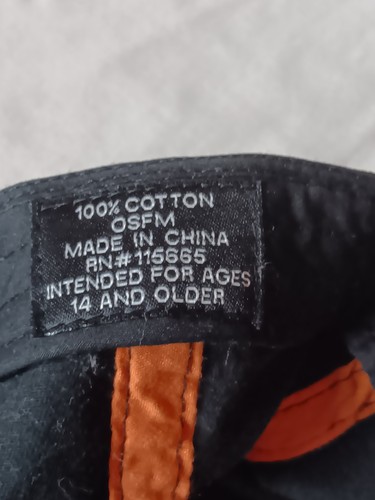 100% COTTON
OSFM
MADE IN CHINA
RN#115665
INTENDED FOR AGES
14 AND OLDER